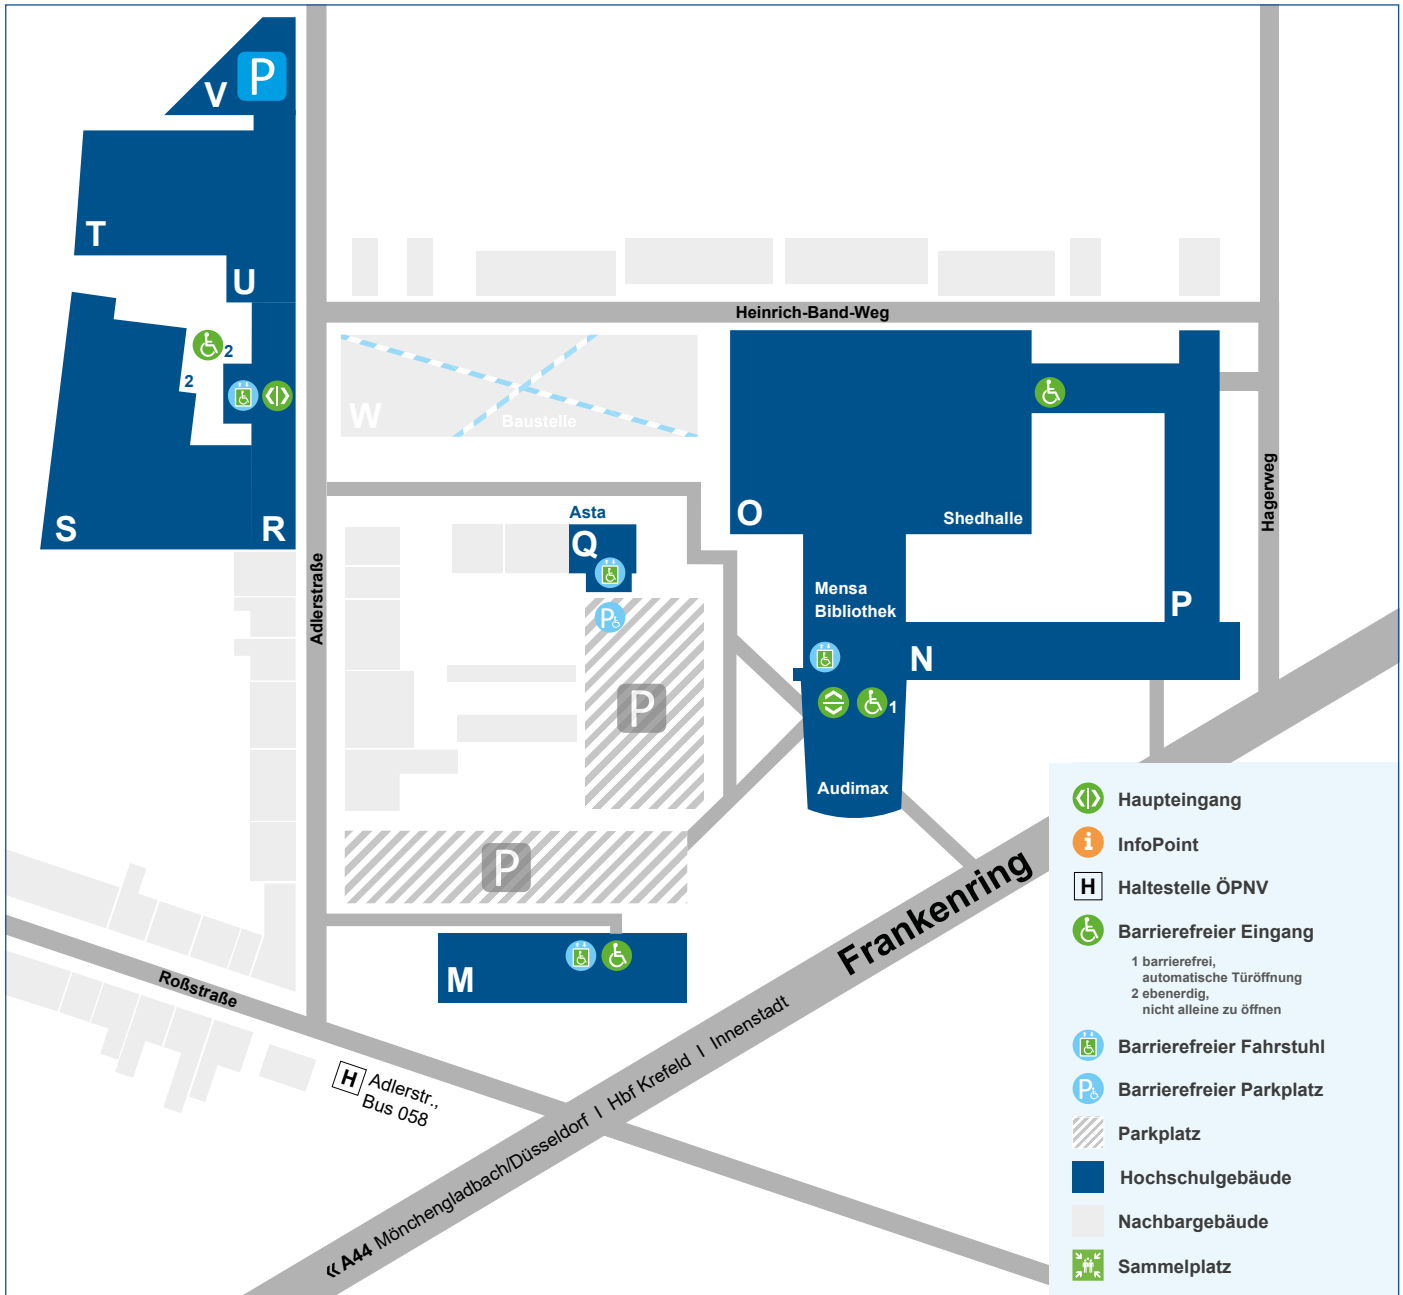 V
P
T
U
Heinrich-Band-Weg
2
2
W
Baustelle
S
R
Adlerstraße
Asta
Q
P
P
O
Shedhalle
Mensa
Bibliothek
N
P
Hagerweg
1
Audimax
P
M
Frankenring
Roßstraße
H Adlerstr.,
Bus 058
« A44 Mönchengladbach/Düsseldorf I Hbf Krefeld I Innenstadt
Haupteingang
i InfoPoint
H Haltestelle ÖPNV
Barrierefreier Eingang
1 barrierefrei,
automatische Türöffnung
2 ebenerdig,
nicht alleine zu öffnen
Barrierefreier Fahrstuhl
P Barrierefreier Parkplatz
Parkplatz
Hochschulgebäude
Nachbargebäude
Sammelplatz